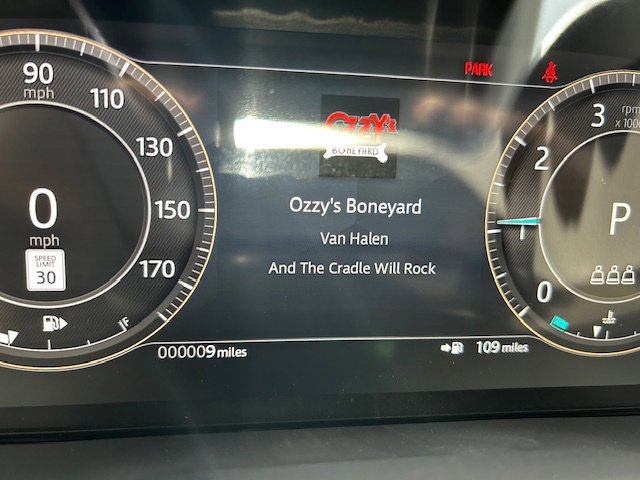 90
mph
110
130
150
170
0
mph
SPEED
LIMIT
30
F
000009 miles
PARK
OZZY'S
BONEYARD
Ozzy's Boneyard
Van Halen
And The Cradle Will Rock
109 miles
3
rpm
x 1000
2
1
0
P